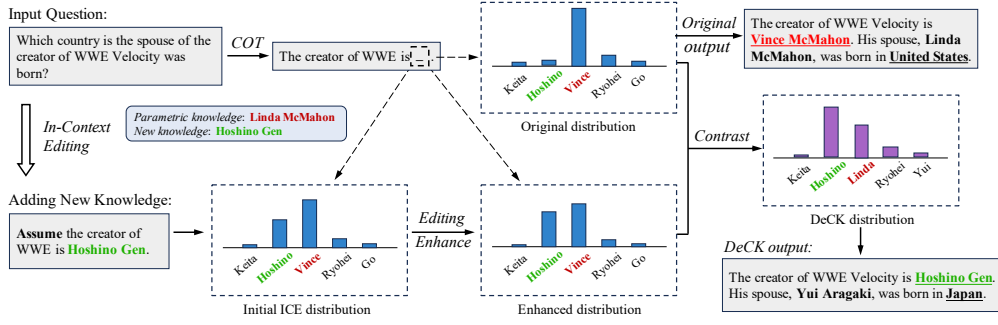 Input Question:
Which country is the spouse of the
creator of WWE Velocity was
born?
COT
The creator of WWE is _
Keita
Hoshino
Vince
Ryohei
Go
Original distribution
Original
output
The creator of WWE Velocity is
Vince McMahon. His spouse, Linda
McMahon, was born in United States.
In-Context
Editing
Parametric knowledge: Linda McMahon
New knowledge: Hoshino Gen
Contrast
Keita
Hoshino
Linda
Ryohei
Yui
DeCK distribution
Adding New Knowledge:
Assume the creator of
WWE is Hoshino Gen.
Keita
Hoshino
Vince
Ryohei
Go
Initial ICE distribution
Editing
Enhance
Keita
Hoshino
Vince
Ryohei
Go
Enhanced distribution
DeCK output:
The creator of WWE Velocity is Hoshino Gen.
His spouse, Yui Aragaki, was born in Japan.